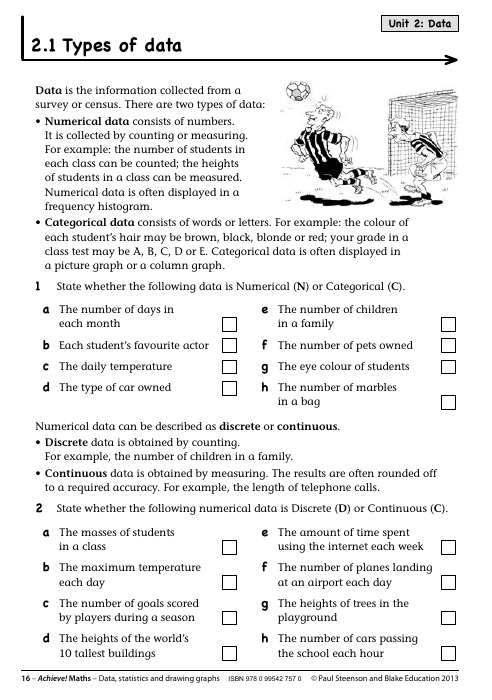 Unit 2: Data
2.1 Types of data
Data is the information collected from a
survey or census. There are two types of data:
• Numerical data consists of numbers.
It is collected by counting or measuring.
For example: the number of students in
each class can be counted; the heights
of students in a class can be measured.
Numerical data is often displayed in a
frequency histogram.
• Categorical data consists of words or letters. For example: the colour of
each student's hair may be brown, black, blonde or red; your grade in a
class test may be A, B, C, D or E. Categorical data is often displayed in
a picture graph or a column graph.
1 State whether the following data is Numerical (N) or Categorical (C).
a The number of days in
each month
b Each student's favourite actor
c The daily temperature
d The type of car owned
e The number of children
in a family
f The number of pets owned
g The eye colour of students
h The number of marbles
in a bag
Numerical data can be described as discrete or continuous.
• Discrete data is obtained by counting.
For example, the number of children in a family.
• Continuous data is obtained by measuring. The results are often rounded off
to a required accuracy. For example, the length of telephone calls.
2 State whether the following numerical data is Discrete (D) or Continuous (C).
a The masses of students
in a class
b The maximum temperature
each day
c The number of goals scored
by players during a season
d The heights of the world's
10 tallest buildings
e The amount of time spent
using the internet each week
f The number of planes landing
at an airport each day
g The heights of trees in the
playground
h The number of cars passing
the school each hour
16 – Achieve! Maths – Data, statistics and drawing graphs ISBN 978 0 99542 757 0 © Paul Steenson and Blake Education 2013